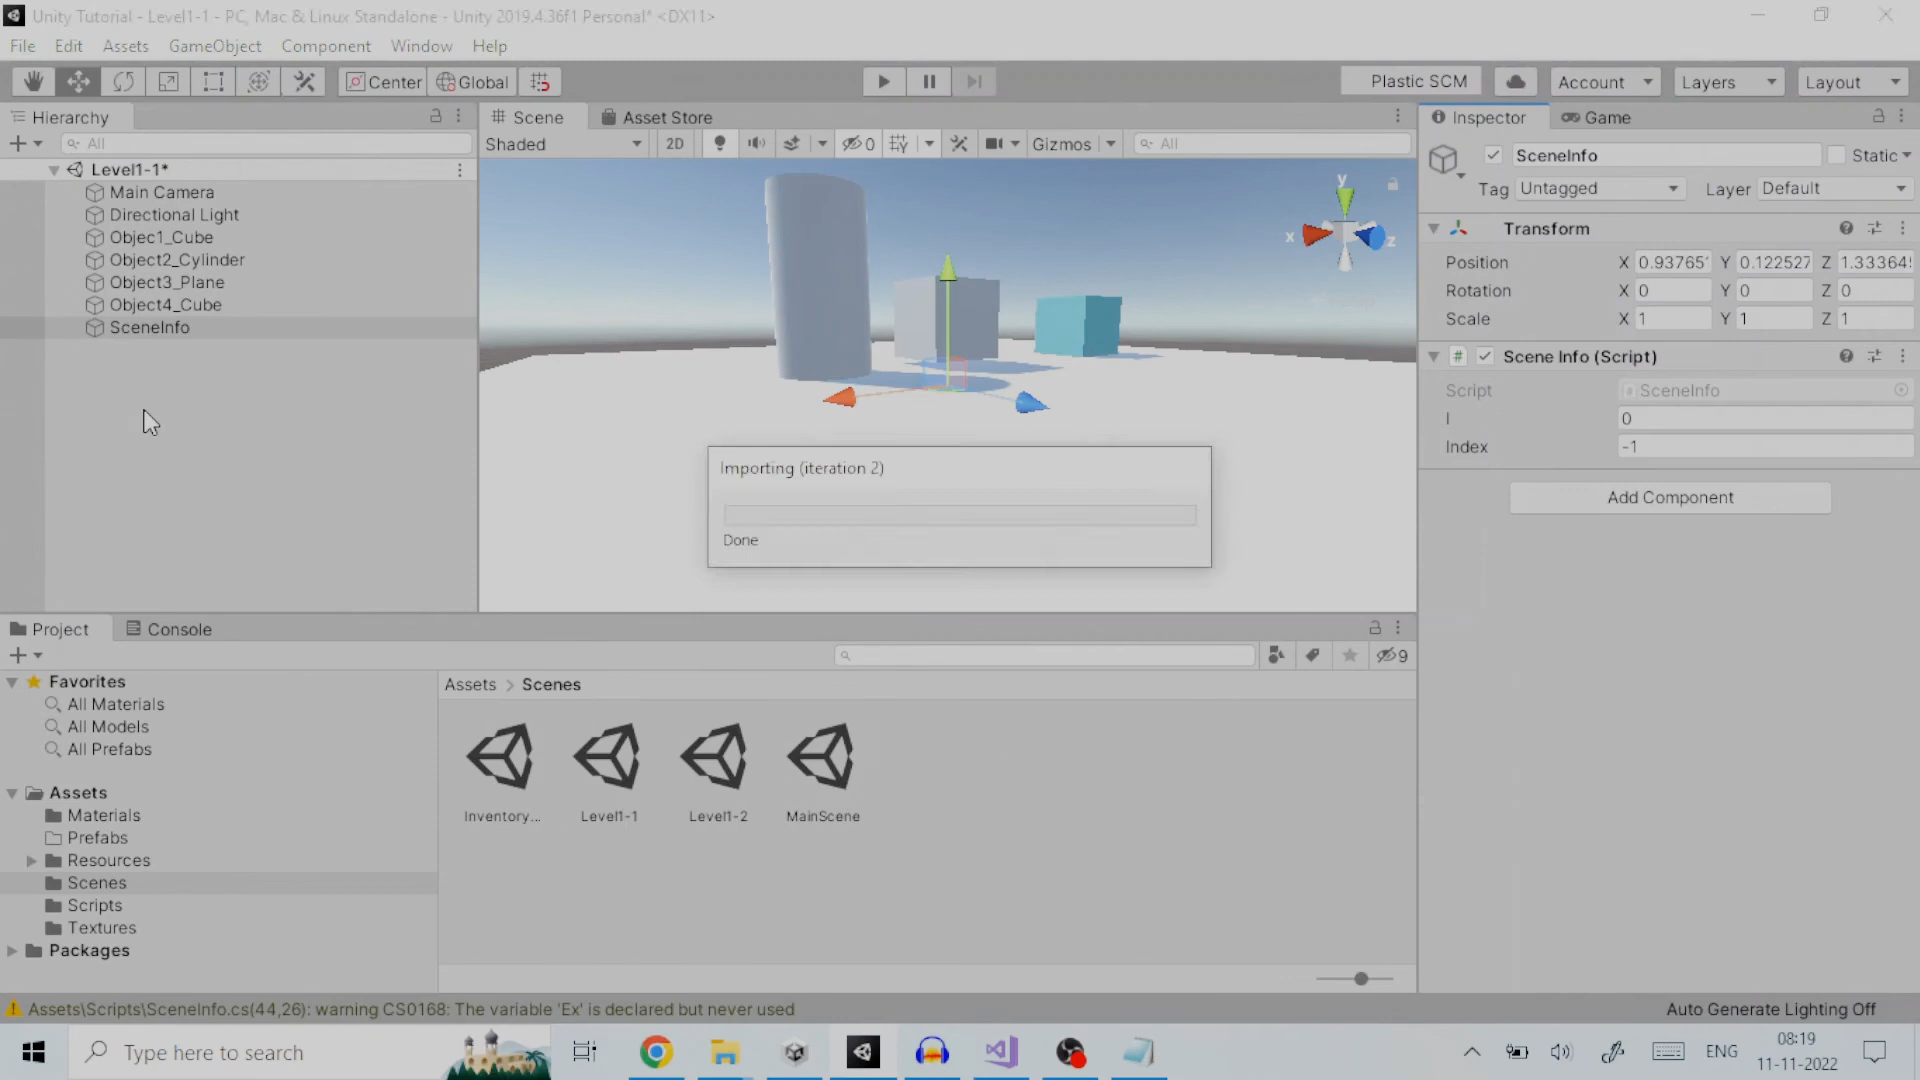 Unity Tutorial - Level1-1 - PC, Mac & Linux Standalone - Unity 2019.4.36f1 Personal* <DX11>
File Edit Assets GameObject Component Window Help
Center Global Plastic SCM Account Layers Layout
Hierarchy
All
Level1-1*
Main Camera
Directional Light
Objec1_Cube
Object2_Cylinder
Object3_Plane
Object4_Cube
SceneInfo
Scene Asset Store
Shaded 2D 0 Gizmos All
y
x
z
Importing (iteration 2)
Done
Inspector Game
SceneInfo Static
Tag Untagged Layer Default
Transform
Position X 0.93765 Y 0.122527 Z 1.33364
Rotation X 0 Y 0 Z 0
Scale X 1 Y 1 Z 1
# Scene Info (Script)
Script # SceneInfo
I 0
Index -1
Add Component
Project Console
9
Favorites
All Materials
All Models
All Prefabs
Assets
Materials
Prefabs
Resources
Scenes
Scripts
Textures
Packages
Assets > Scenes
Inventory... Level1-1 Level1-2 MainScene
Assets\Scripts\SceneInfo.cs(44,26): warning CS0168: The variable 'Ex' is declared but never used
Auto Generate Lighting Off
Type here to search
ENG
08:19
11-11-2022